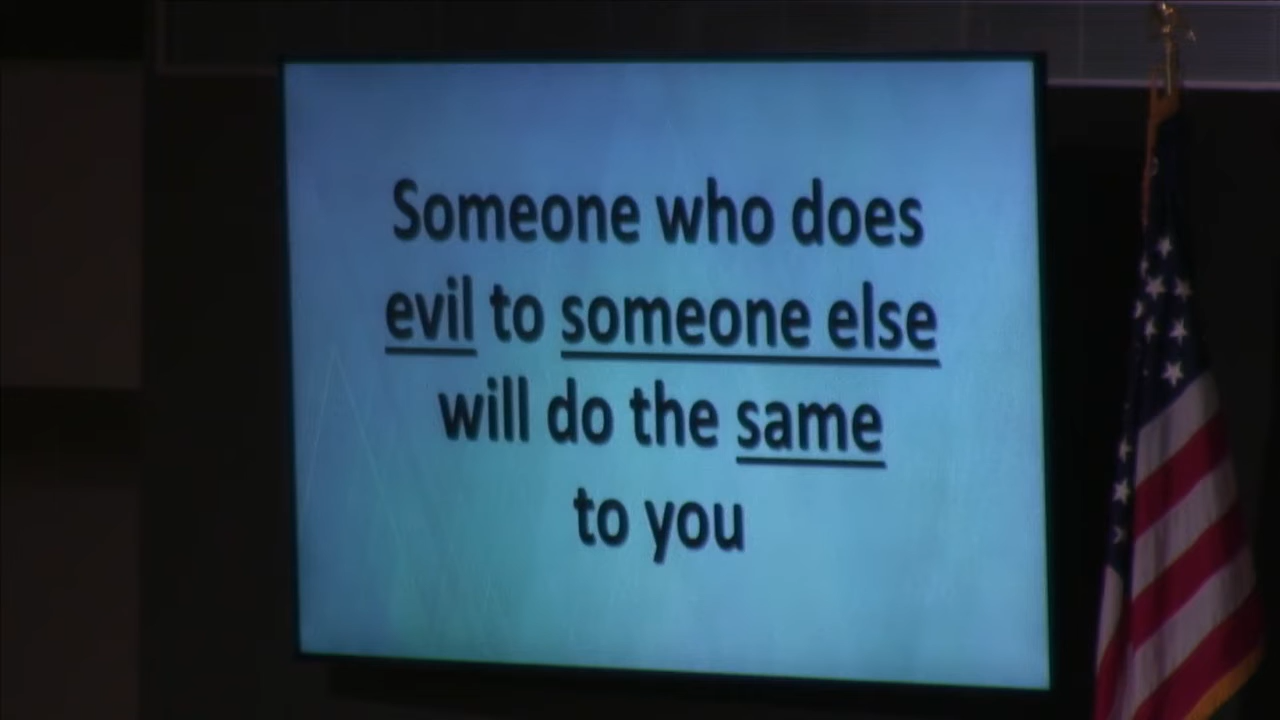 Someone who does
evil to someone else
will do the same
to you